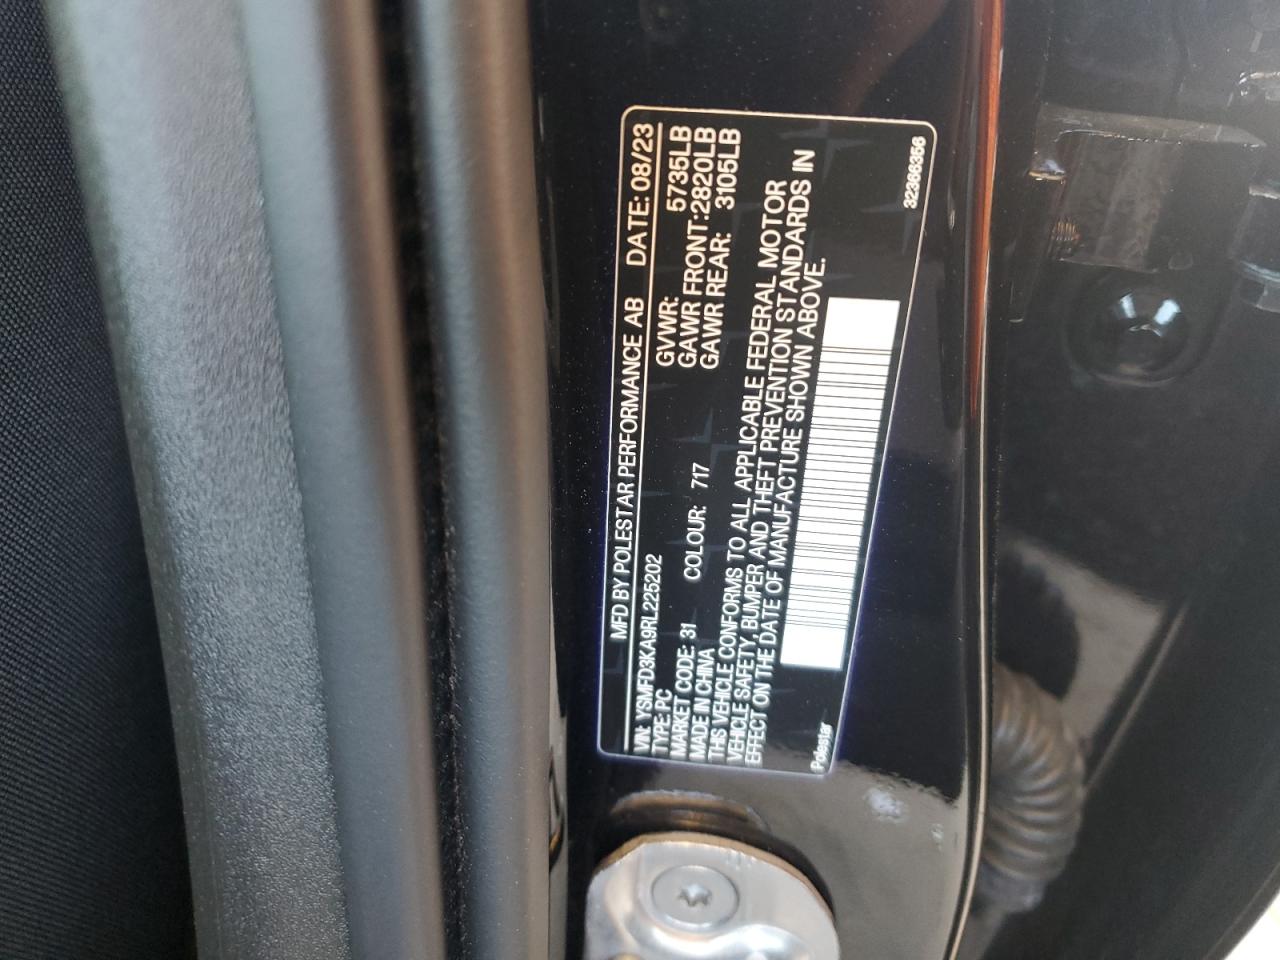 MFD BY POLESTAR PERFORMANCE AB DATE: 08/23
VIN: YSMFD3KA9RL225202
TYPE: PC GVWR: 5735LB
MARKET CODE: 31 COLOUR: 717 GAWR FRONT: 2820LB
MADE IN CHINA GAWR REAR: 3105LB
THIS VEHICLE CONFORMS TO ALL APPLICABLE FEDERAL MOTOR
VEHICLE SAFETY, BUMPER AND THEFT PREVENTION STANDARDS IN
EFFECT ON THE DATE OF MANUFACTURE SHOWN ABOVE.
Polestar 32366356